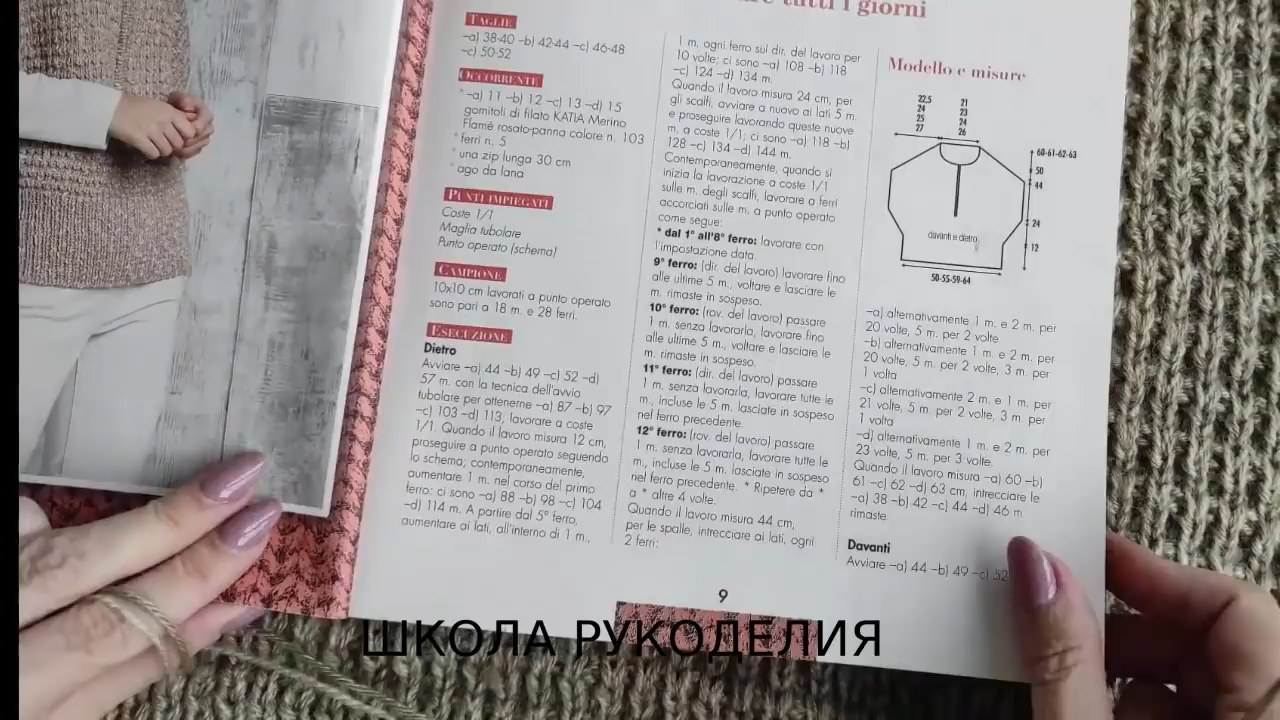 tutti i giorni
TAGLIE
-a) 38-40 -b) 42-44 -c) 46-48
-c) 50-52
OCCORRENTE
* -a) 11 -b) 12 -c) 13 -d) 15
gomitoli di filato KATIA Merino
Flamé rosato-panna colore n. 103
* ferri n. 5
* una zip lunga 30 cm
* ago da lana
PUNTI IMPIEGATI
Coste 1/1
Maglia tubolare
Punto operato (schema)
CAMPIONE
10x10 cm lavorati a punto operato
sono pari a 18 m. e 28 ferri.
ESECUZIONE
Dietro
Avviare -a) 44 -b) 49 -c) 52 -d)
57 m. con la tecnica dell'avvio
tubolare per ottenerne -a) 87 -b) 97
-c) 103 -d) 113, lavorare a coste
1/1. Quando il lavoro misura 12 cm,
proseguire a punto operato seguendo
lo schema; contemporaneamente,
aumentare 1 m. nel corso del primo
ferro: ci sono -a) 88 -b) 98 -c) 104
-d) 114 m. A partire dal 5° ferro,
aumentare ai lati, all'interno di 1 m.,
1 m. ogni ferro sul dir. del lavoro per
10 volte; ci sono -a) 108 -b) 118
-c) 124 -d) 134 m.
Quando il lavoro misura 24 cm, per
gli scalfi, avviare a nuovo ai lati 5 m.
e proseguire lavorando queste nuove
m. a coste 1/1; ci sono -a) 118 -b)
128 -c) 134 -d) 144 m.
Contemporaneamente, quando si
inizia la lavorazione a coste 1/1
sulle m. degli scalfi, lavorare a ferri
accorciati sulle m. a punto operato
come segue:
* dal 1° all'8° ferro: lavorare con
l'impostazione data.
9° ferro: (dir. del lavoro) lavorare fino
alle ultime 5 m., voltare e lasciare le
m. rimaste in sospeso.
10° ferro: (rov. del lavoro) passare
1 m. senza lavorarla, lavorare fino
alle ultime 5 m., voltare e lasciare le
m. rimaste in sospeso.
11° ferro: (dir. del lavoro) passare
1 m. senza lavorarla, lavorare tutte le
m., incluse le 5 m. lasciate in sospeso
nel ferro precedente.
12° ferro: (rov. del lavoro) passare
1 m. senza lavorarla, lavorare tutte le
m., incluse le 5 m. lasciate in sospeso
nel ferro precedente. * Ripetere da *
a * altre 4 volte.
Quando il lavoro misura 44 cm,
per le spalle, intrecciare ai lati, ogni
2 ferri:
Modello e misure
22,5 21
24 23
25 24
27 26
60-61-62-63
50
44
24
12
davanti e dietro
50-55-59-64
-a) alternativamente 1 m. e 2 m. per
20 volte, 5 m. per 2 volte
-b) alternativamente 1 m. e 2 m. per
20 volte, 5 m. per 2 volte, 3 m. per
1 volta
-c) alternativamente 2 m. e 1 m. per
21 volte, 5 m. per 2 volte, 3 m. per
1 volta
-d) alternativamente 1 m. e 2 m. per
23 volte, 5 m. per 3 volte.
Quando il lavoro misura -a) 60 -b)
61 -c) 62 -d) 63 cm, intrecciare le
-a) 38 -b) 42 -c) 44 -d) 46 m.
rimaste.
Davanti
Avviare -a) 44 -b) 49 -c) 52
9
ШКОЛА РУКОДЕЛИЯ